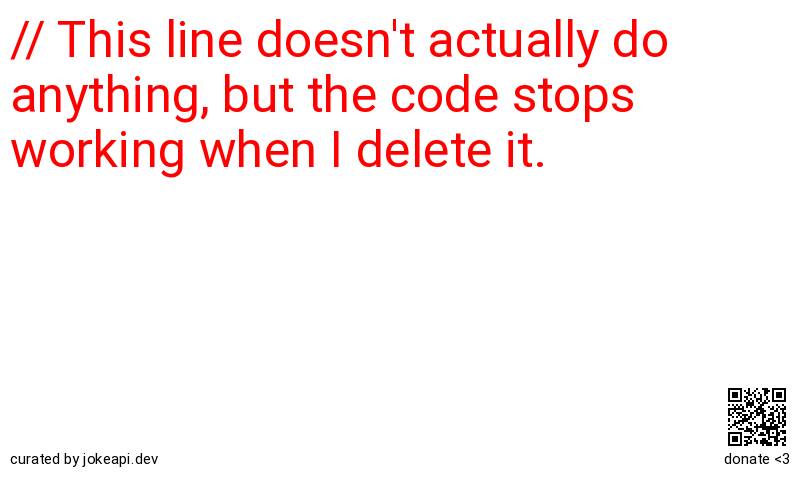 // This line doesn't actually do
anything, but the code stops
working when I delete it.
curated by jokeapi.dev
donate <3